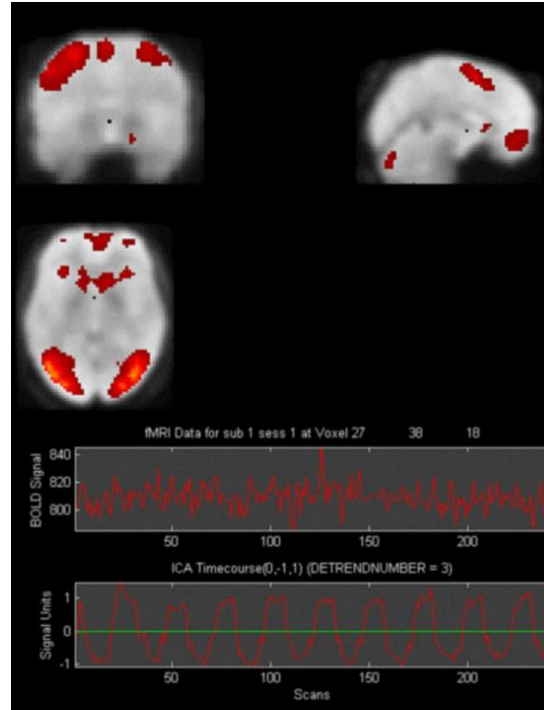 fMRI Data for sub 1 sess 1 at Voxel 27 38 18
BOLD Signal
840
820
800
50
100
150
200
ICA Timecourse(0,-1,1) (DETRENDNUMBER = 3)
Signal Units
1
0
-1
50
100
150
200
Scans